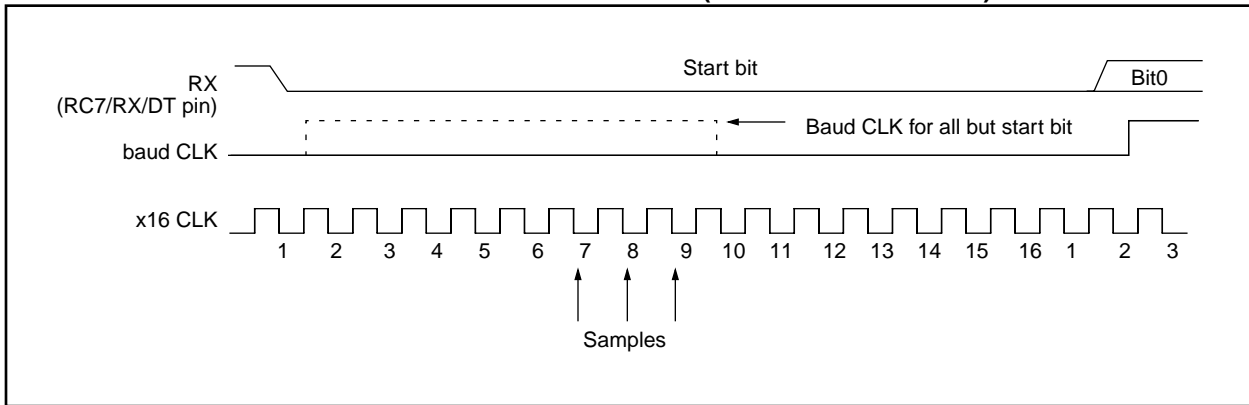 Start bit
RX
(RC7/RX/DT pin)
Bit0
Baud CLK for all but start bit
baud CLK
x16 CLK
1 2 3 4 5 6 7 8 9 10 11 12 13 14 15 16 1 2 3
Samples